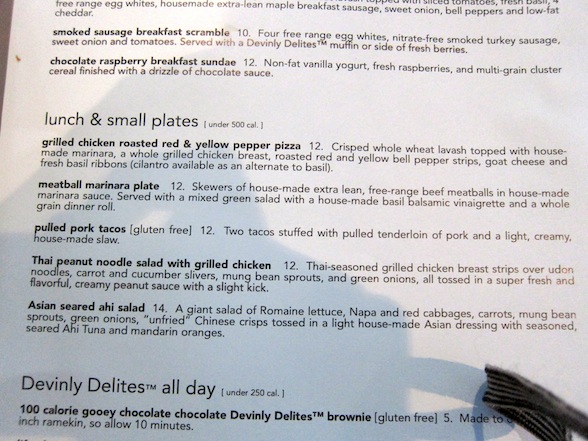 free range egg whites, housemade extra-lean maple breakfast sausage, sweet onion, bell peppers and low-fat
cheddar.
smoked sausage breakfast scramble 10. Four free range egg whites, nitrate-free smoked turkey sausage,
sweet onion and tomatoes. Served with a Devinly Delites™ muffin or side of fresh berries.
chocolate raspberry breakfast sundae 12. Non-fat vanilla yogurt, fresh raspberries, and multi-grain cluster
cereal finished with a drizzle of chocolate sauce.
lunch & small plates [ under 500 cal. ]
grilled chicken roasted red & yellow pepper pizza 12. Crisped whole wheat lavash topped with house-
made marinara, a whole grilled chicken breast, roasted red and yellow bell pepper strips, goat cheese and
fresh basil ribbons (cilantro available as an alternate to basil).
meatball marinara plate 12. Skewers of house-made extra lean, free-range beef meatballs in house-made
marinara sauce. Served with a mixed green salad with a house-made basil balsamic vinaigrette and a whole
grain dinner roll.
pulled pork tacos [gluten free] 12. Two tacos stuffed with pulled tenderloin of pork and a light, creamy,
house-made slaw.
Thai peanut noodle salad with grilled chicken 12. Thai-seasoned grilled chicken breast strips over udon
noodles, carrot and cucumber slivers, mung bean sprouts, and green onions, all tossed in a super fresh and
flavorful, creamy peanut sauce with a slight kick.
Asian seared ahi salad 14. A giant salad of Romaine lettuce, Napa and red cabbages, carrots, mung bean
sprouts, green onions, "unfried" Chinese crisps tossed in a light house-made Asian dressing with seasoned,
seared Ahi Tuna and mandarin oranges.
Devinly Delites™ all day [ under 250 cal. ]
100 calorie gooey chocolate chocolate Devinly Delites™ brownie [gluten free] 5. Made to
inch ramekin, so allow 10 minutes.